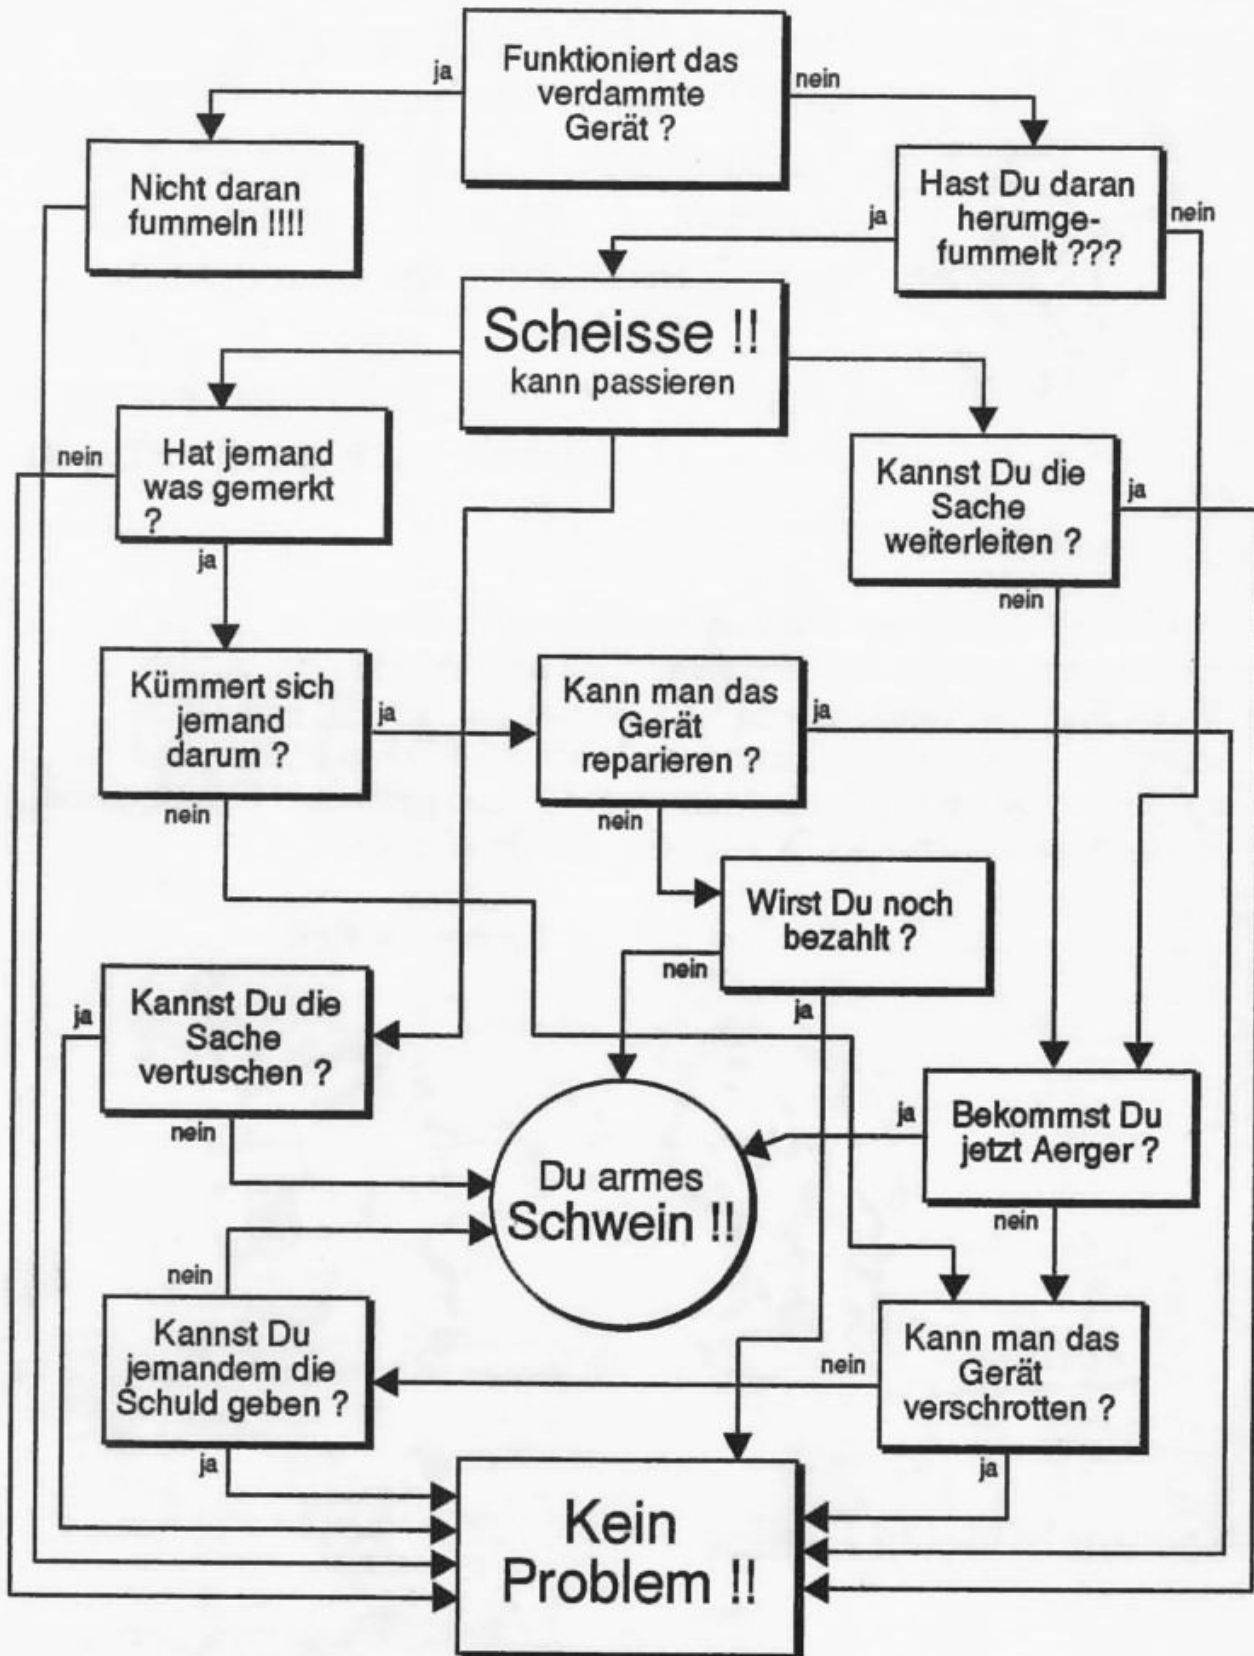 Funktioniert das
verdammte
Gerät ?
ja
nein
Nicht daran
fummeln !!!!
Hast Du daran
herumge-
fummelt ???
ja
nein
Scheisse !!
kann passieren
Hat jemand
was gemerkt
?
nein
ja
Kannst Du die
Sache
weiterleiten ?
ja
nein
Kümmert sich
jemand
darum ?
ja
nein
Kann man das
Gerät
reparieren ?
ja
nein
Wirst Du noch
bezahlt ?
nein
ja
Kannst Du die
Sache
vertuschen ?
ja
nein
Bekommst Du
jetzt Aerger ?
ja
nein
Du armes
Schwein !!
Kannst Du
jemandem die
Schuld geben ?
nein
ja
Kann man das
Gerät
verschrotten ?
nein
ja
Kein
Problem !!